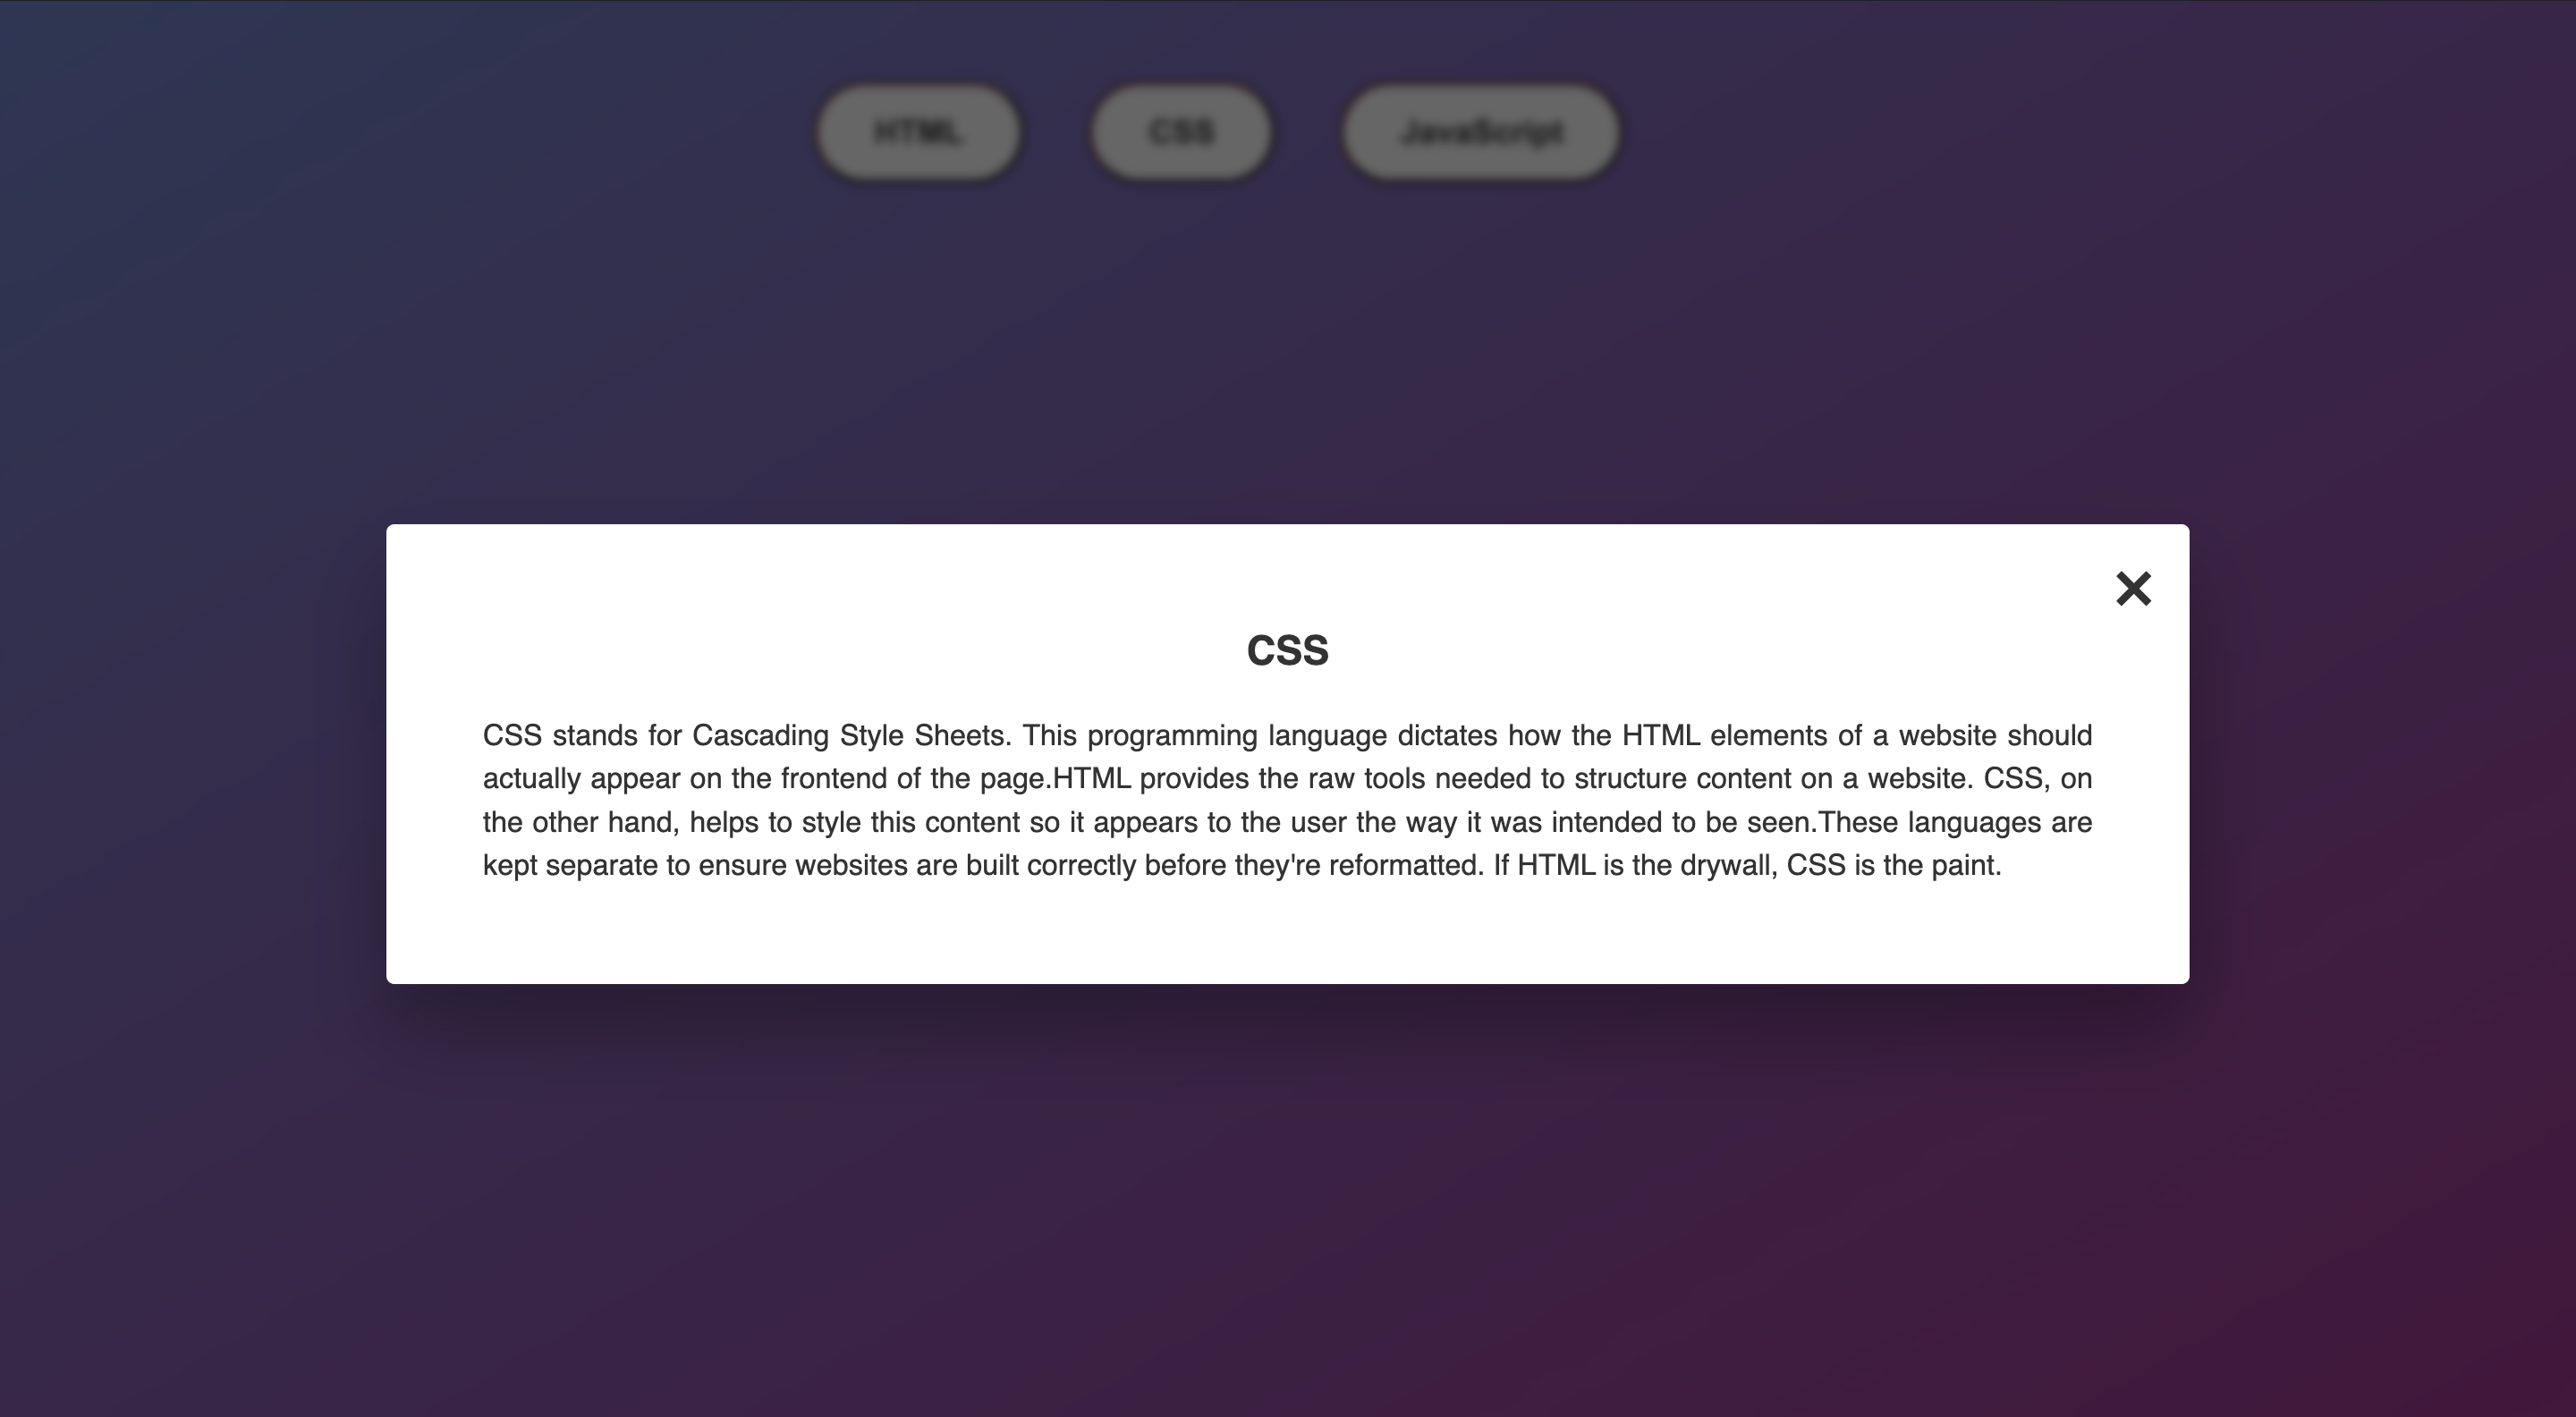 HTML
CSS
JavaScript
CSS
CSS stands for Cascading Style Sheets. This programming language dictates how the HTML elements of a website should
actually appear on the frontend of the page.HTML provides the raw tools needed to structure content on a website. CSS, on
the other hand, helps to style this content so it appears to the user the way it was intended to be seen.These languages are
kept separate to ensure websites are built correctly before they're reformatted. If HTML is the drywall, CSS is the paint.